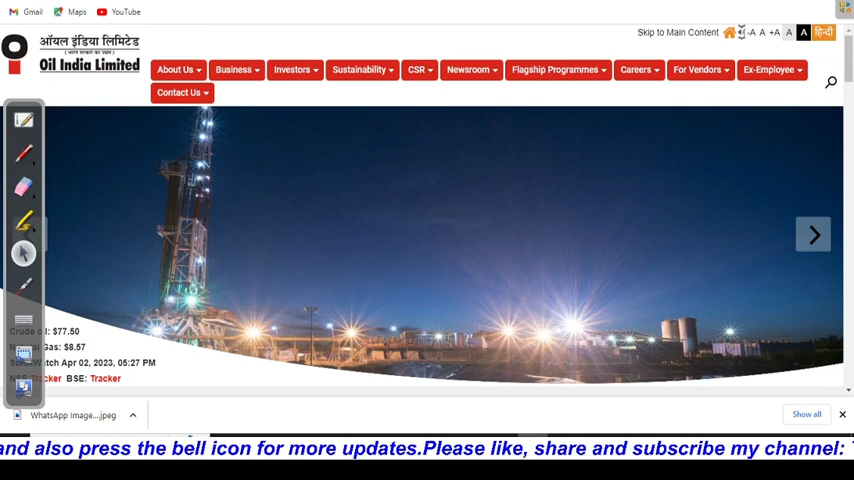 Gmail Maps YouTube
Skip to Main Content -A A +A A A हिन्दी
ऑयल इंडिया लिमिटेड
Oil India Limited
About Us Business Investors Sustainability CSR Newsroom Flagship Programmes Careers For Vendors Ex-Employee
Contact Us
Crude oil: $77.50
Gas: $8.57
Apr 02, 2023, 05:27 PM
Tracker BSE: Tracker
WhatsApp Image....jpeg Show all
and also press the bell icon for more updates.Please like, share and subscribe my channel: